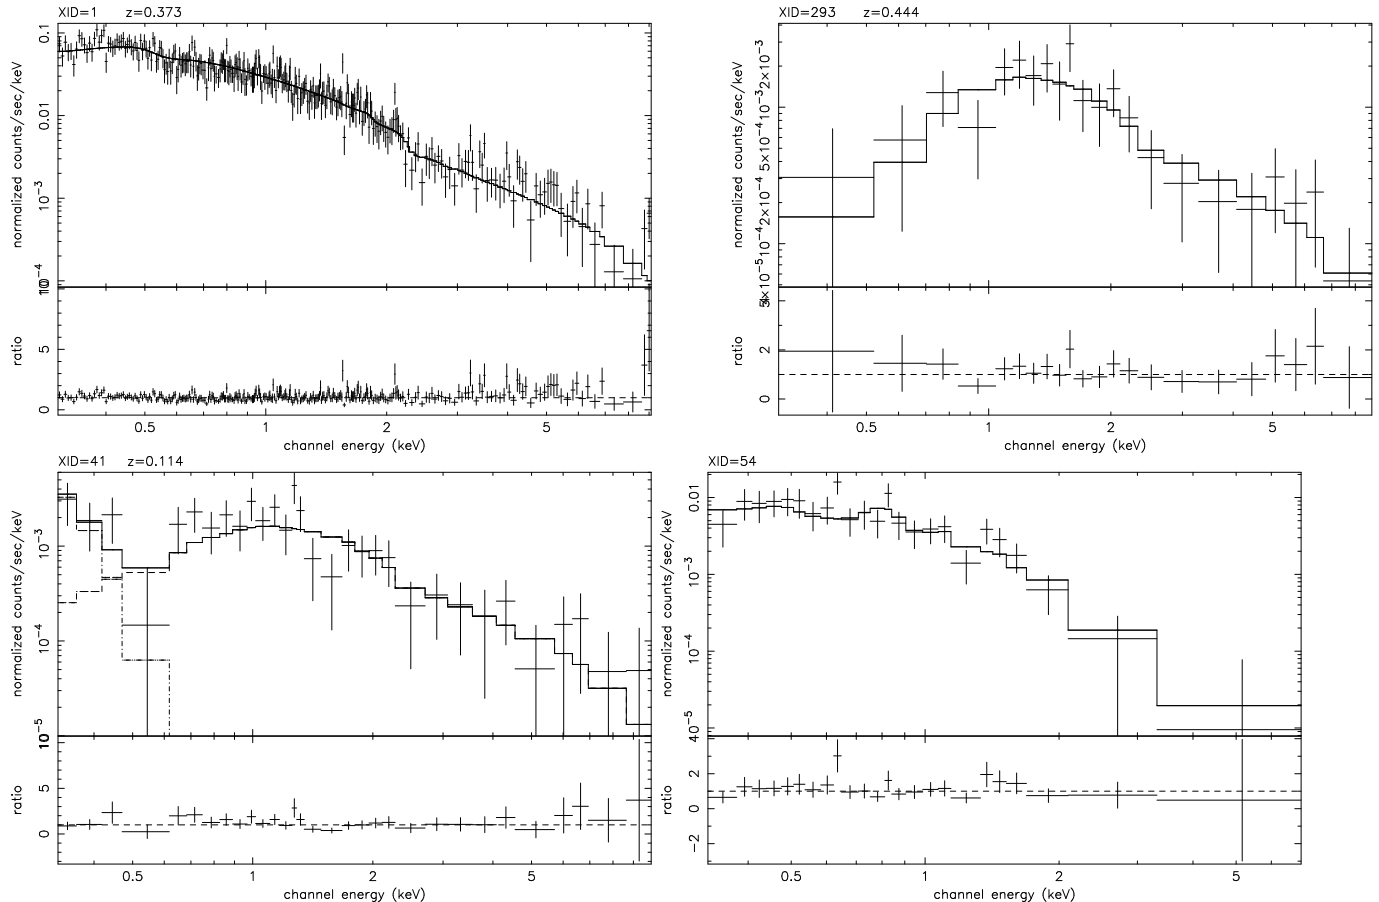 XID=1 z=0.373
normalized counts/sec/keV
0.1
0.01
10⁻³
10⁻⁴
ratio
10
5
0
0.5 1 2 5
channel energy (keV)
XID=293 z=0.444
normalized counts/sec/keV
2×10⁻³
10⁻³
5×10⁻⁴
2×10⁻⁴
10⁻⁴
×10⁻⁵
ratio
2
0
0.5 1 2 5
channel energy (keV)
XID=41 z=0.114
normalized counts/sec/keV
10⁻³
10⁻⁴
10⁻⁵
ratio
10
5
0
0.5 1 2 5
channel energy (keV)
XID=54
normalized counts/sec/keV
0.01
10⁻³
10⁻⁴
10⁻⁵
ratio
4
2
0
−2
0.5 1 2 5
channel energy (keV)